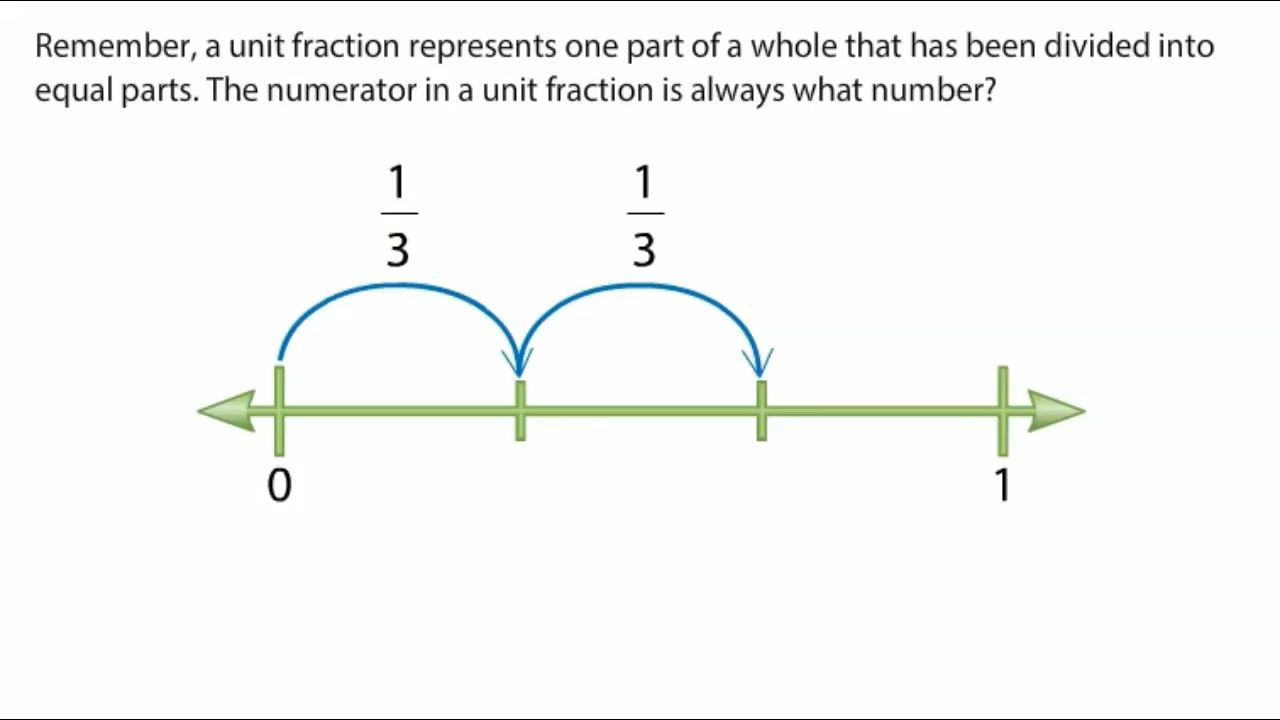 Remember, a unit fraction represents one part of a whole that has been divided into
equal parts. The numerator in a unit fraction is always what number?
1 1
3 3
0 1